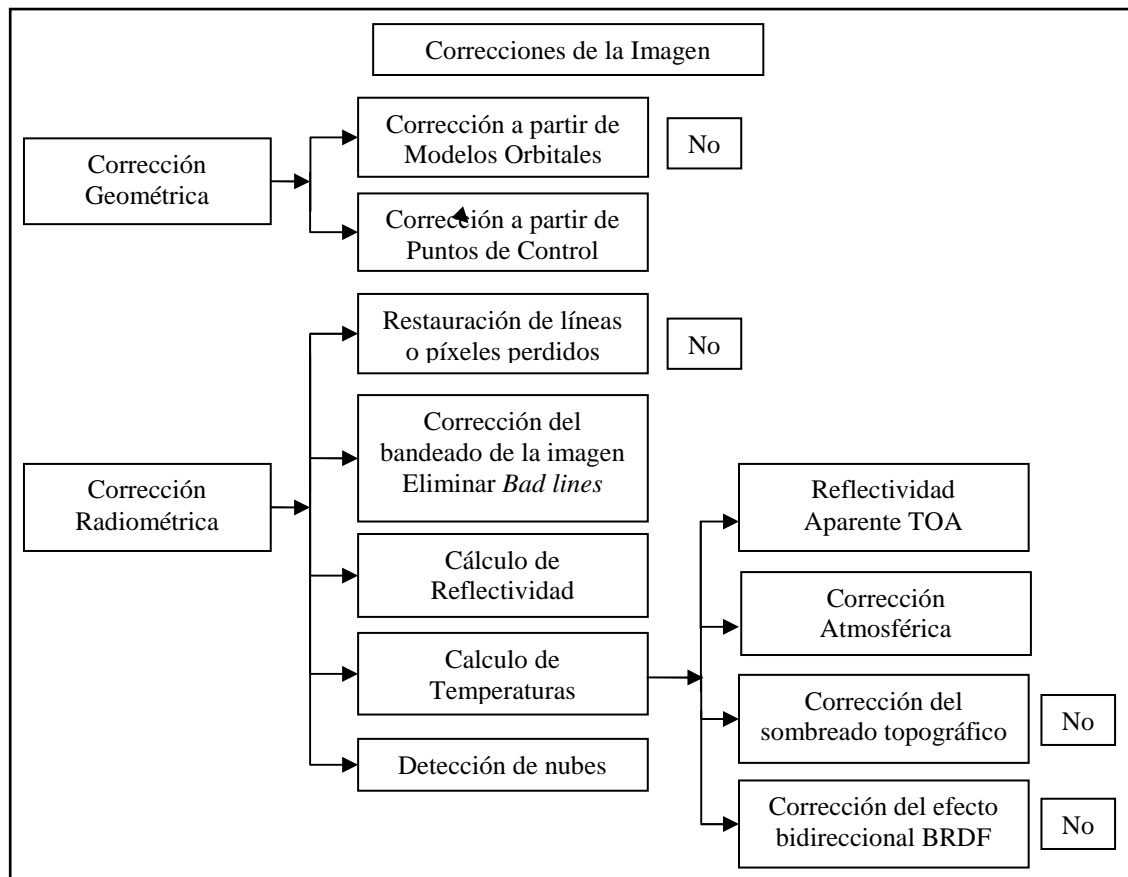 Correcciones de la Imagen
Corrección
Geométrica
Corrección a partir de
Modelos Orbitales
No
Corrección a partir de
Puntos de Control
Corrección
Radiométrica
Restauración de líneas
o píxeles perdidos
No
Corrección del
bandeado de la imagen
Eliminar Bad lines
Cálculo de
Reflectividad
Calculo de
Temperaturas
Detección de nubes
Reflectividad
Aparente TOA
Corrección
Atmosférica
Corrección del
sombreado topográfico
No
Corrección del efecto
bidireccional BRDF
No